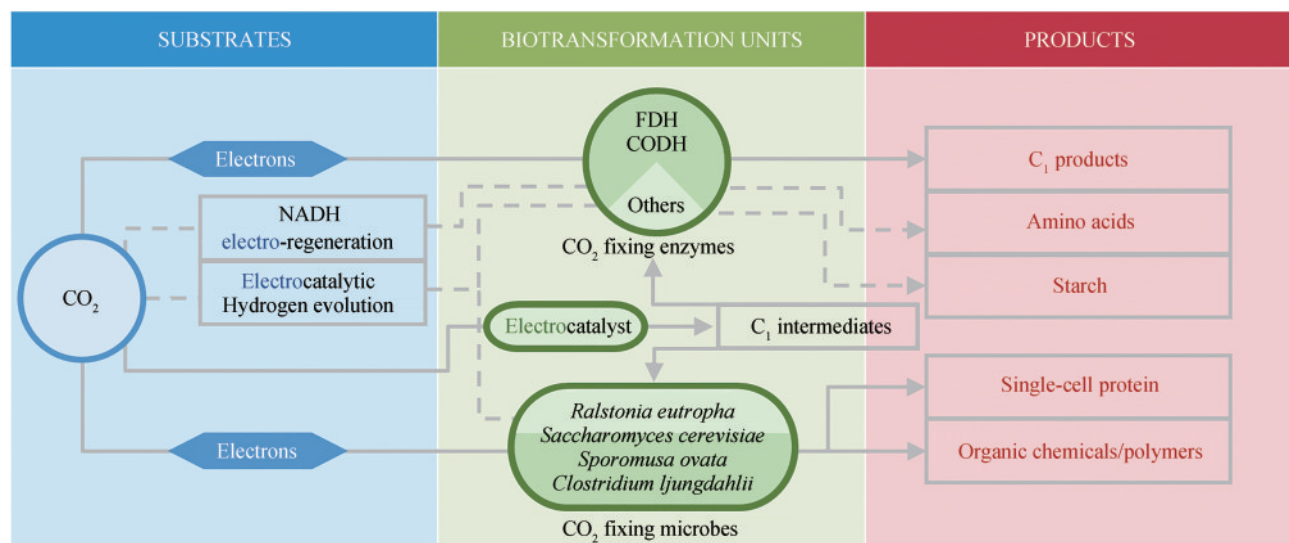 SUBSTRATES
BIOTRANSFORMATION UNITS
PRODUCTS
Electrons
FDH
CODH
Others
CO₂ fixing enzymes
C₁ products
Amino acids
Starch
NADH
electro-regeneration
Electrocatalytic
Hydrogen evolution
CO₂
Electrocatalyst
C₁ intermediates
Single-cell protein
Organic chemicals/polymers
Electrons
Ralstonia eutropha
Saccharomyces cerevisiae
Sporomusa ovata
Clostridium ljungdahlii
CO₂ fixing microbes